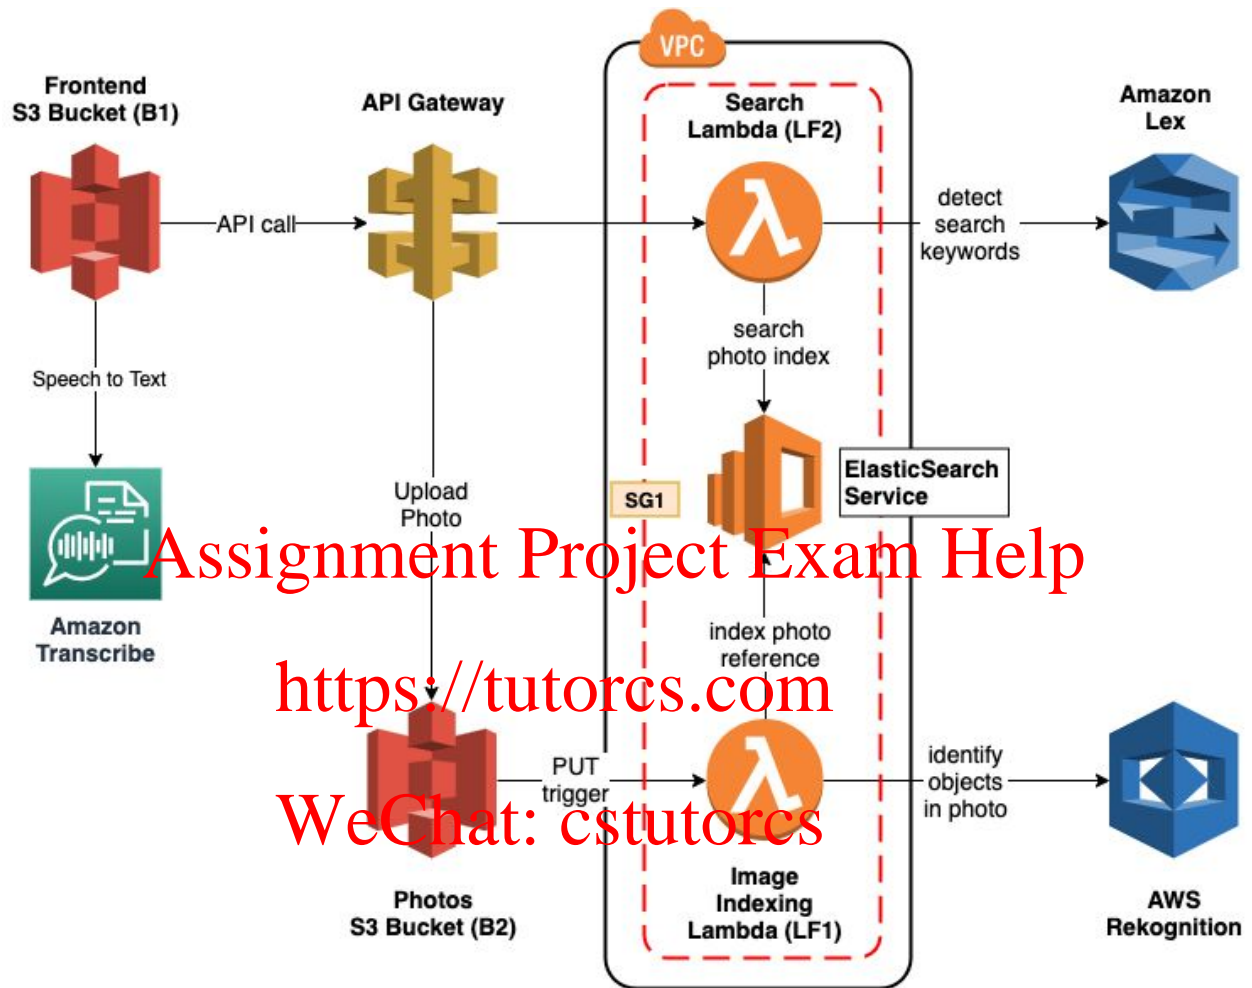 VPC
Frontend
S3 Bucket (B1)
API Gateway
Search
Lambda (LF2)
Amazon
Lex
API call
detect
search
keywords
search
photo index
Speech to Text
Upload
Photo
SG1
ElasticSearch
Service
Assignment Project Exam Help
Amazon
Transcribe
index photo
reference
https://tutorcs.com
PUT
trigger
identify
objects
in photo
WeChat: cstutorcs
Photos
S3 Bucket (B2)
Image
Indexing
Lambda (LF1)
AWS
Rekognition